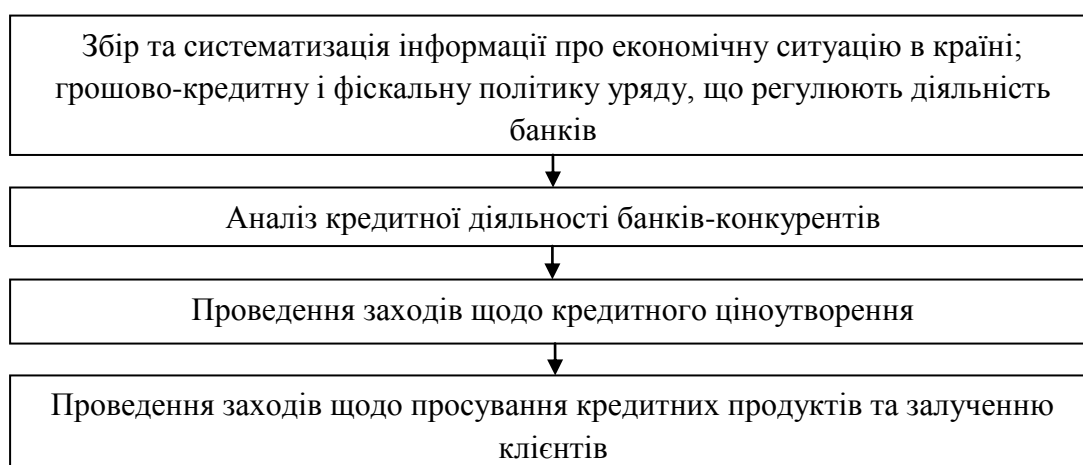 Збір та систематизація інформації про економічну ситуацію в країні;
грошово-кредитну і фіскальну політику уряду, що регулюють діяльність
банків
Аналіз кредитної діяльності банків-конкурентів
Проведення заходів щодо кредитного ціноутворення
Проведення заходів щодо просування кредитних продуктів та залученню
клієнтів